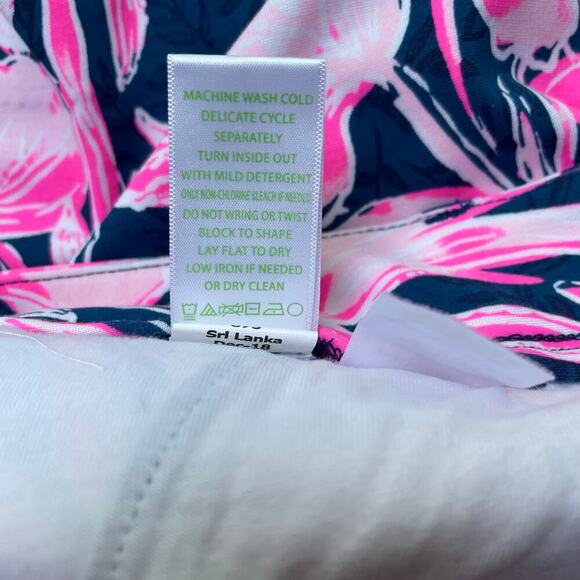 MACHINE WASH COLD
DELICATE CYCLE
SEPARATELY
TURN INSIDE OUT
WITH MILD DETERGENT
ONLY NON-CHLORINE BLEACH IF NEEDED
DO NOT WRING OR TWIST
BLOCK TO SHAPE
LAY FLAT TO DRY
LOW IRON IF NEEDED
OR DRY CLEAN
Sri Lanka
Dec-18